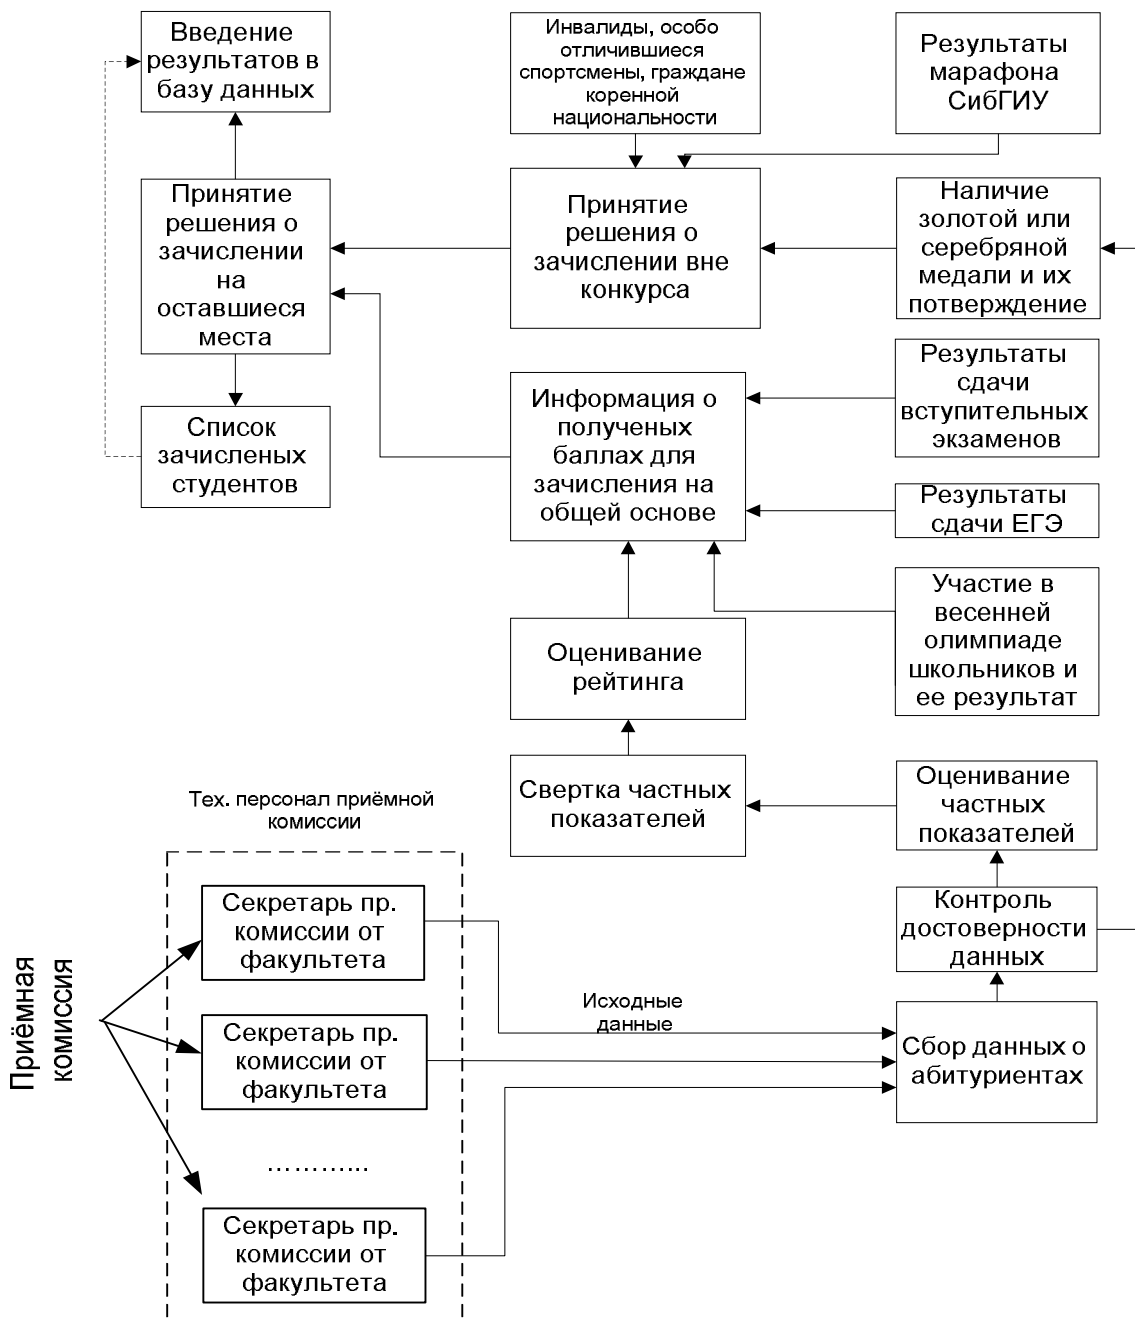 Введение
результатов в
базу данных
Инвалиды, особо
отличившиеся
спортсмены, граждане
коренной
национальности
Результаты
марафона
СибГИУ
Принятие
решения о
зачислении
на
оставшиеся
места
Принятие
решения о
зачислении вне
конкурса
Наличие
золотой или
серебряной
медали и их
потверждение
Список
зачисленых
студентов
Информация о
полученых
баллах для
зачисления на
общей основе
Результаты
сдачи
вступительных
экзаменов
Результаты
сдачи ЕГЭ
Участие в
весенней
олимпиаде
школьников и
ее результат
Оценивание
рейтинга
Свертка частных
показателей
Оценивание
частных
показателей
Тех. персонал приёмной
комиссии
Контроль
достоверности
данных
Приёмная
комиссия
Секретарь пр.
комиссии от
факультета
Исходные
данные
Секретарь пр.
комиссии от
факультета
Сбор данных о
абитуриентах
…………
Секретарь пр.
комиссии от
факультета